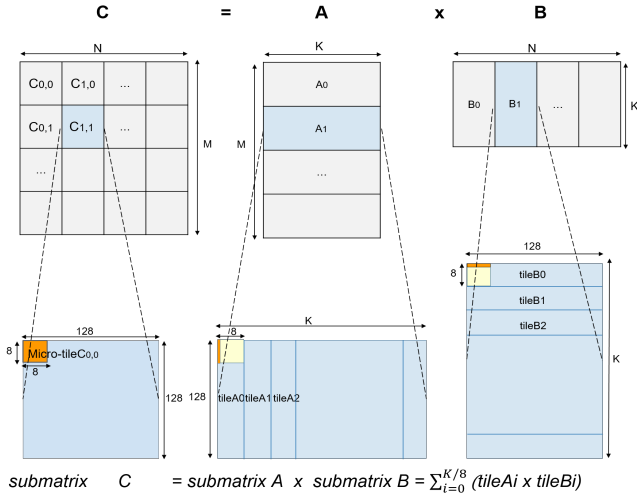 C = A x B
N
K
N
C0,0 C1,0 ...
C0,1 C1,1 ...
...
M
A0
A1
...
M
B0 B1 ...
K
128
8
tileB0
tileB1
tileB2
K
128
8
Micro-tileC0,0
8
128
K
8
128
tileA0 tileA1 tileA2
submatrix C = submatrix A x submatrix B = ∑_{i=0}^{K/8} (tileAi x tileBi)